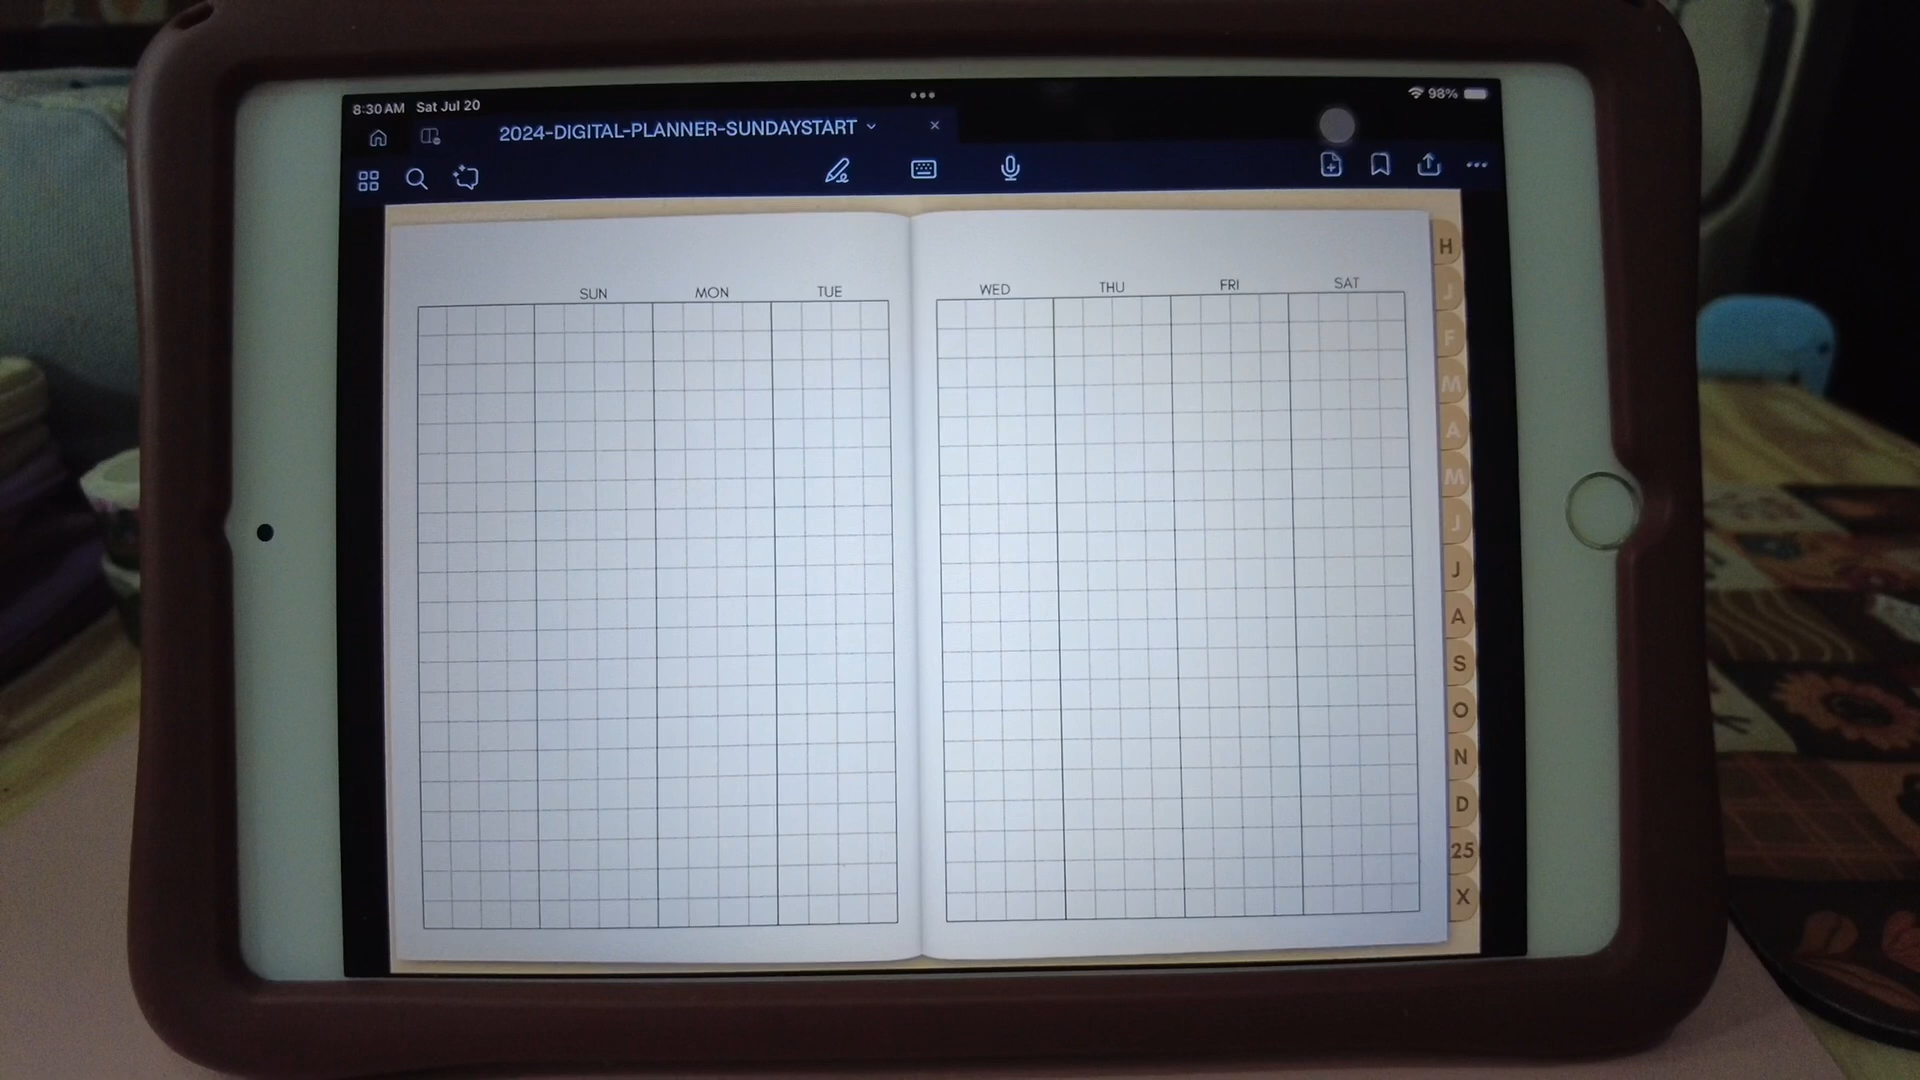 8:30 AM Sat Jul 20
98%
2024-DIGITAL-PLANNER-SUNDAYSTART
SUN MON TUE WED THU FRI SAT
H
J
F
M
A
M
J
J
A
S
O
N
D
25
X